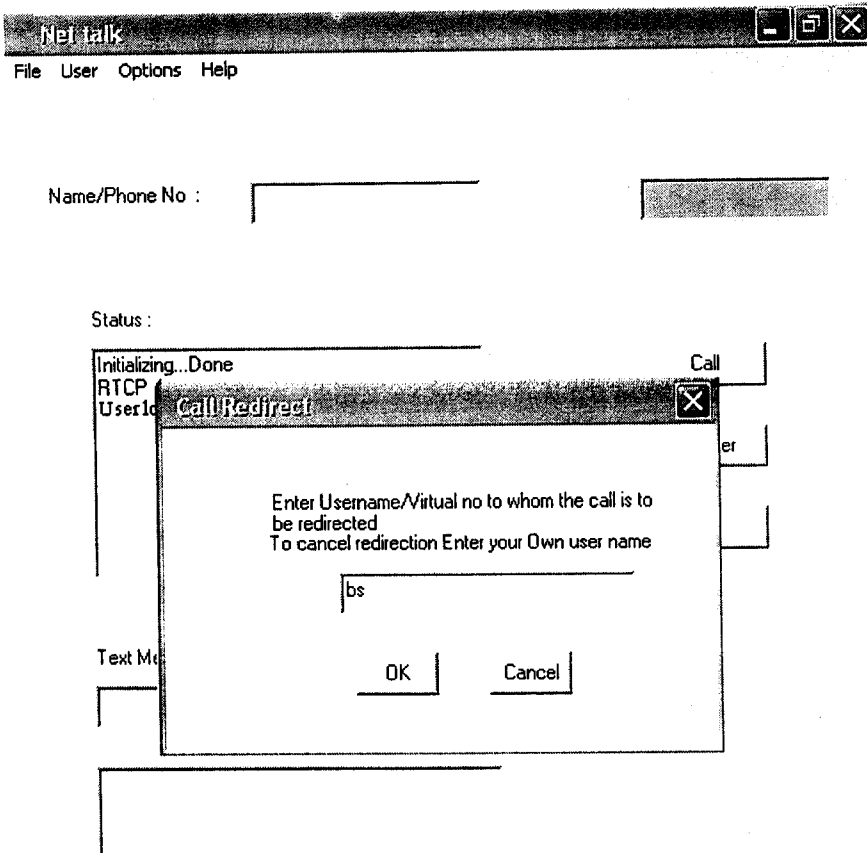 Net talk
File User Options Help
Name/Phone No :
Status :
Initializing...Done
Call
RTCP
Call Redirect
er
Enter Username/Virtual no to whom the call is to
be redirected
To cancel redirection Enter your Own user name
bs
Text Me
OK Cancel